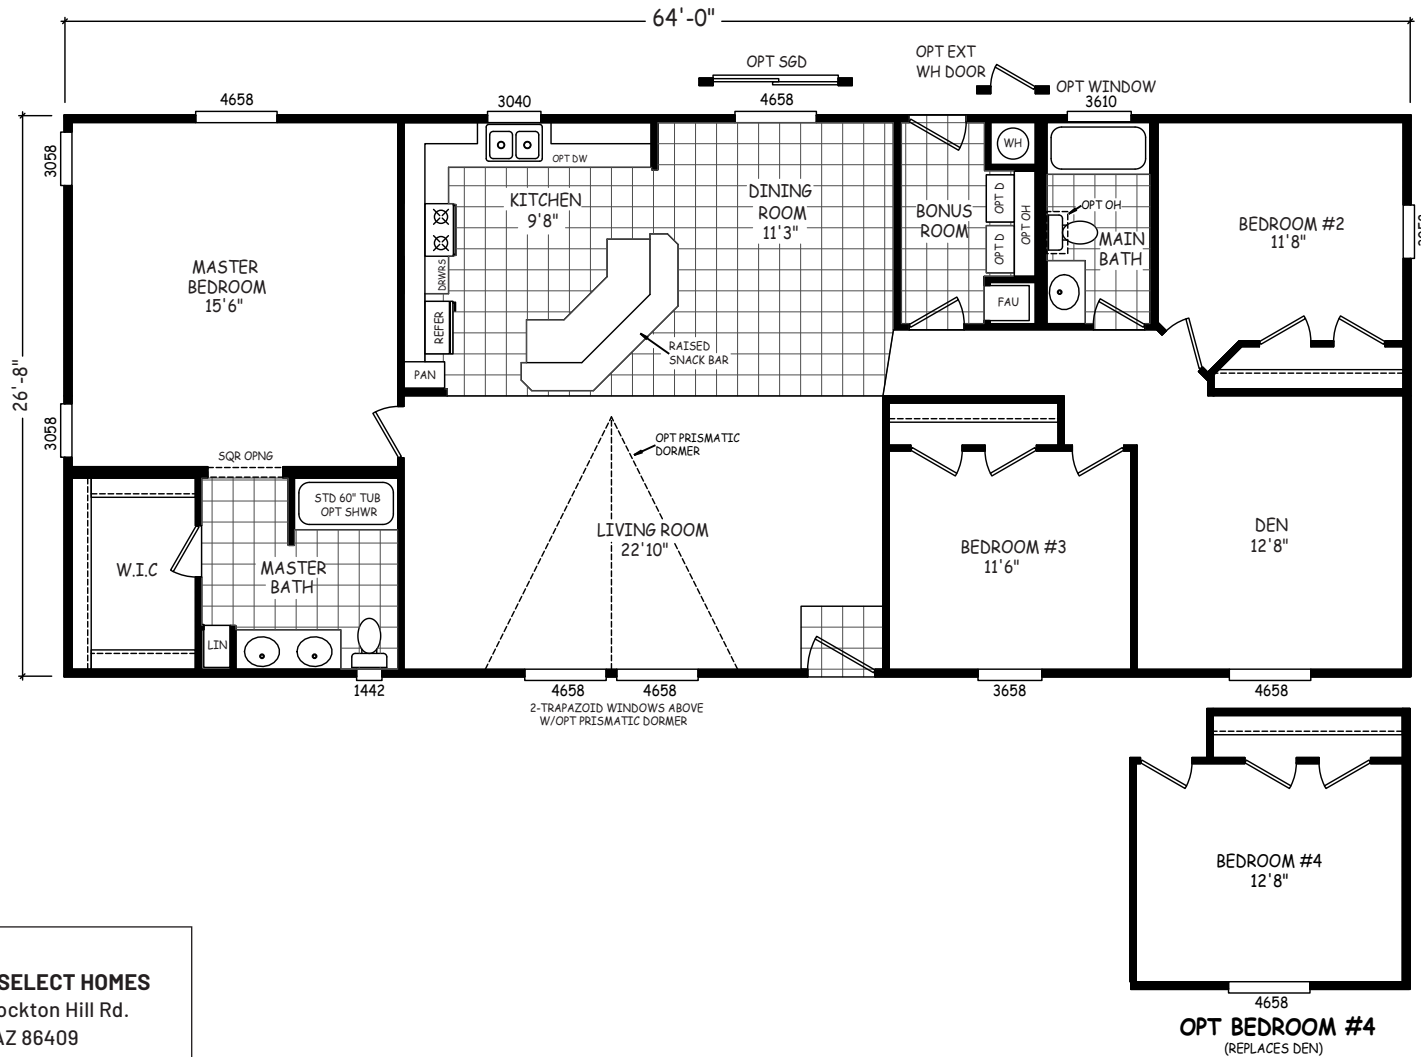 64'-0"
OPT SGD
OPT EXT
WH DOOR
OPT WINDOW
4658
3040
4658
3610
26'-8"
3058
3058
MASTER
BEDROOM
15'6"
OPT DW
KITCHEN
9'8"
DRWRS
REFER
PAN
RAISED
SNACK BAR
DINING
ROOM
11'3"
BONUS
ROOM
WH
OPT D
OPT D
OPT OH
FAU
OPT OH
MAIN
BATH
BEDROOM #2
11'8"
SQR OPNG
STD 60" TUB
OPT SHWR
W.I.C
MASTER
BATH
LIN
OPT PRISMATIC
DORMER
LIVING ROOM
22'10"
BEDROOM #3
11'6"
DEN
12'8"
1442
4658
4658
3658
4658
2-TRAPAZOID WINDOWS ABOVE
W/OPT PRISMATIC DORMER
BEDROOM #4
12'8"
4658
OPT BEDROOM #4
(REPLACES DEN)
SELECT HOMES
ockton Hill Rd.
AZ 86409